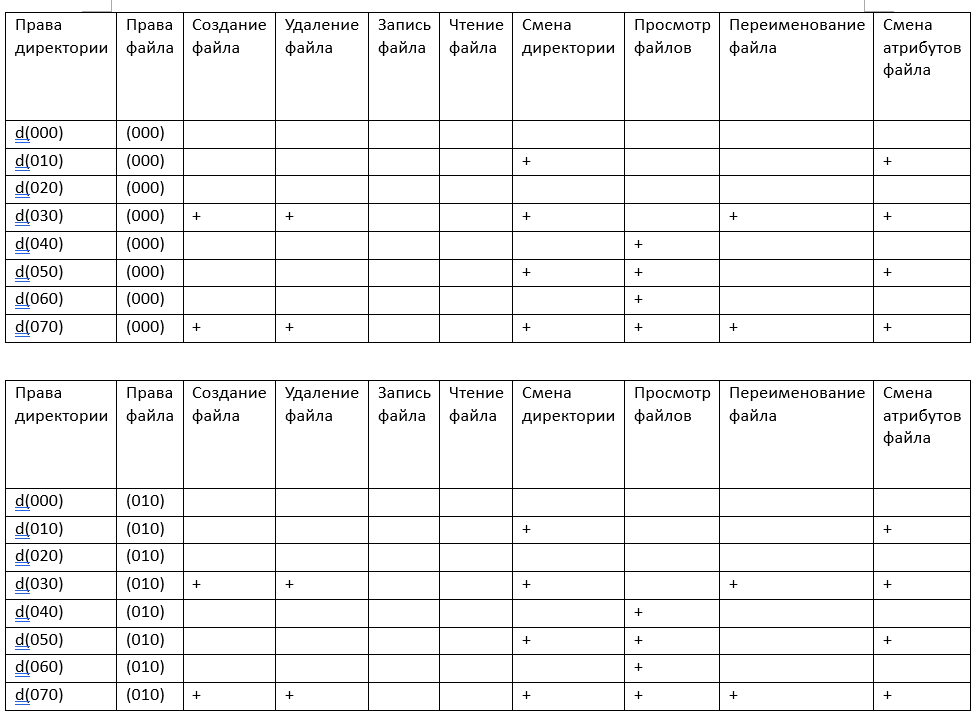 Права директории | Права файла | Создание файла | Удаление файла | Запись файла | Чтение файла | Смена директории | Просмотр файлов | Переименование файла | Смена атрибутов файла
d(000) | (000) | | | | | | | |
d(010) | (000) | | | | | + | | | +
d(020) | (000) | | | | | | | |
d(030) | (000) | + | + | | | + | | + | +
d(040) | (000) | | | | | | + | |
d(050) | (000) | | | | | + | + | | +
d(060) | (000) | | | | | | + | |
d(070) | (000) | + | + | | | + | + | + | +
Права директории | Права файла | Создание файла | Удаление файла | Запись файла | Чтение файла | Смена директории | Просмотр файлов | Переименование файла | Смена атрибутов файла
d(000) | (010) | | | | | | | |
d(010) | (010) | | | | | + | | | +
d(020) | (010) | | | | | | | |
d(030) | (010) | + | + | | | + | | + | +
d(040) | (010) | | | | | | + | |
d(050) | (010) | | | | | + | + | | +
d(060) | (010) | | | | | | + | |
d(070) | (010) | + | + | | | + | + | + | +